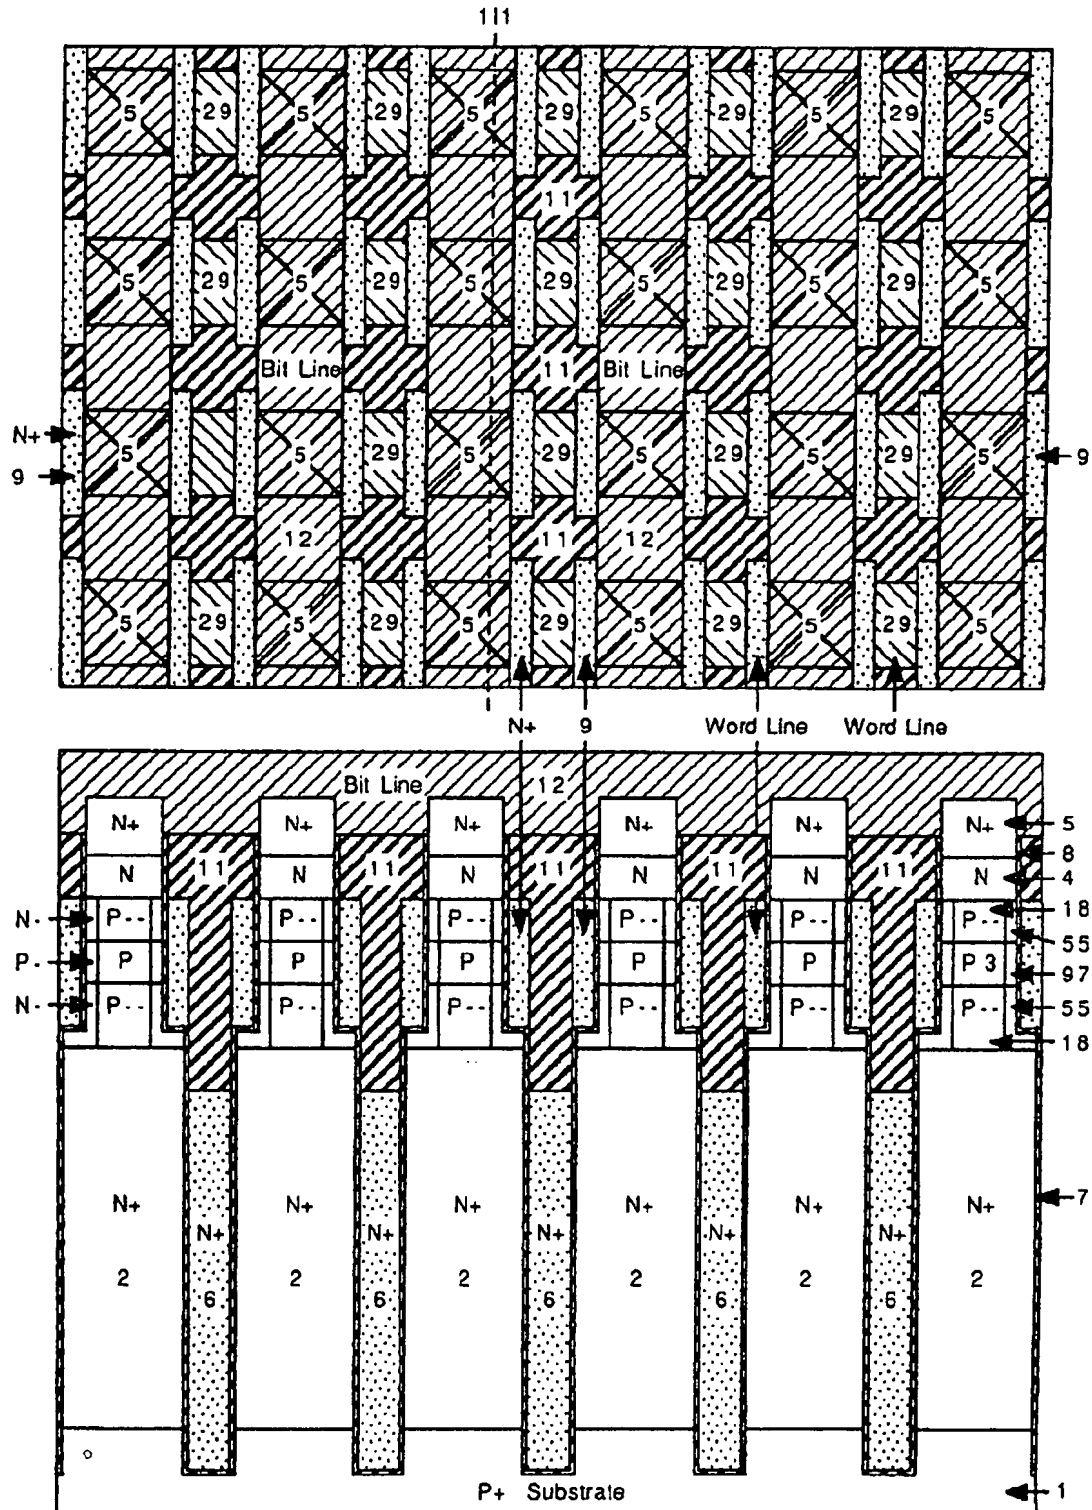 111
5 29 5 29 5 29 5 29 5 29 5
11
5 29 5 29 5 29 5 29 5 29 5
Bit Line 11 Bit Line
N+
5 5 29 5 29 5 29 5 29 5
9 9
12 11 12
5 29 5 29 5 29 5 29 5 29 5
N+ 9 Word Line Word Line
Bit Line 12
N+ N+ N+ N+ N+ N+ 5
8
N 11 N 11 N 11 N 11 N 11 N 4
18
N- P-- P-- P-- P-- P-- P--
55
P- P P P P P P 3 97
N- P-- P-- P-- P-- P-- P-- 55
18
7
N+ N+ N+ N+ N+ N+
N+ N+ N+ N+ N+
2 2 2 2 2 2
6 6 6 6 6
P+ Substrate 1